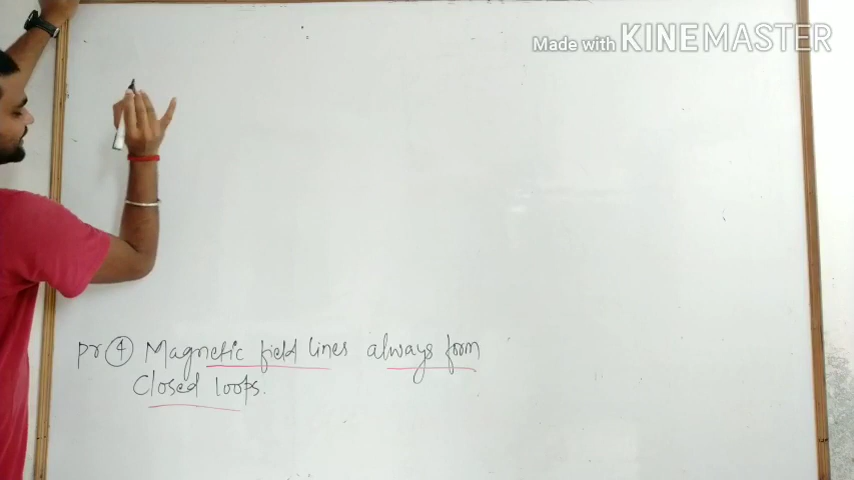 Made with KINEMASTER
pr ④ Magnetic field lines always form
Closed loops.